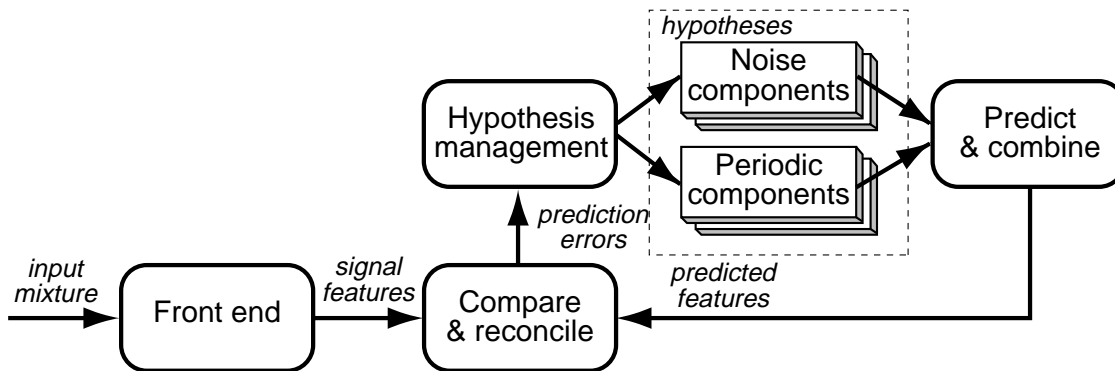 hypotheses
Noise
components
Hypothesis
management
Predict
& combine
Periodic
components
prediction
errors
input
mixture
signal
features
predicted
features
Front end
Compare
& reconcile